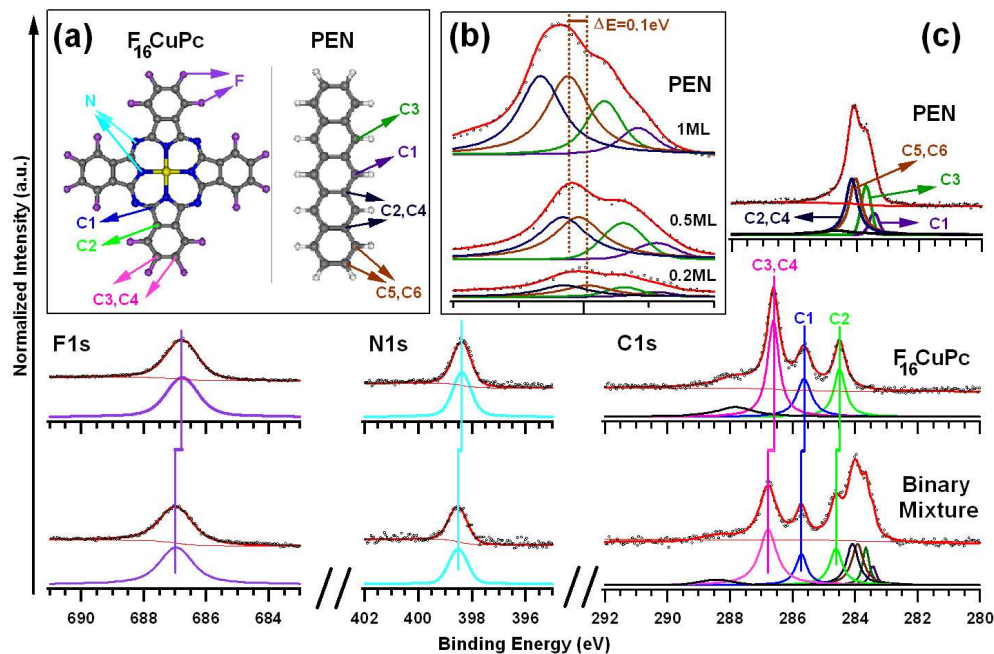 Normalized Intensity (a.u.)
(a)
F16CuPc
PEN
F
N
C1
C2
C3,C4
C3
C1
C2,C4
C5,C6
(b)
ΔE=0.1eV
PEN
1ML
0.5ML
0.2ML
(c)
PEN
C5,C6
C3
C2,C4
C1
F1s
N1s
C1s
C3,C4
C1
C2
F16CuPc
Binary
Mixture
690 688 686 684
402 400 398 396
292 290 288 286 284 282 280
Binding Energy (eV)